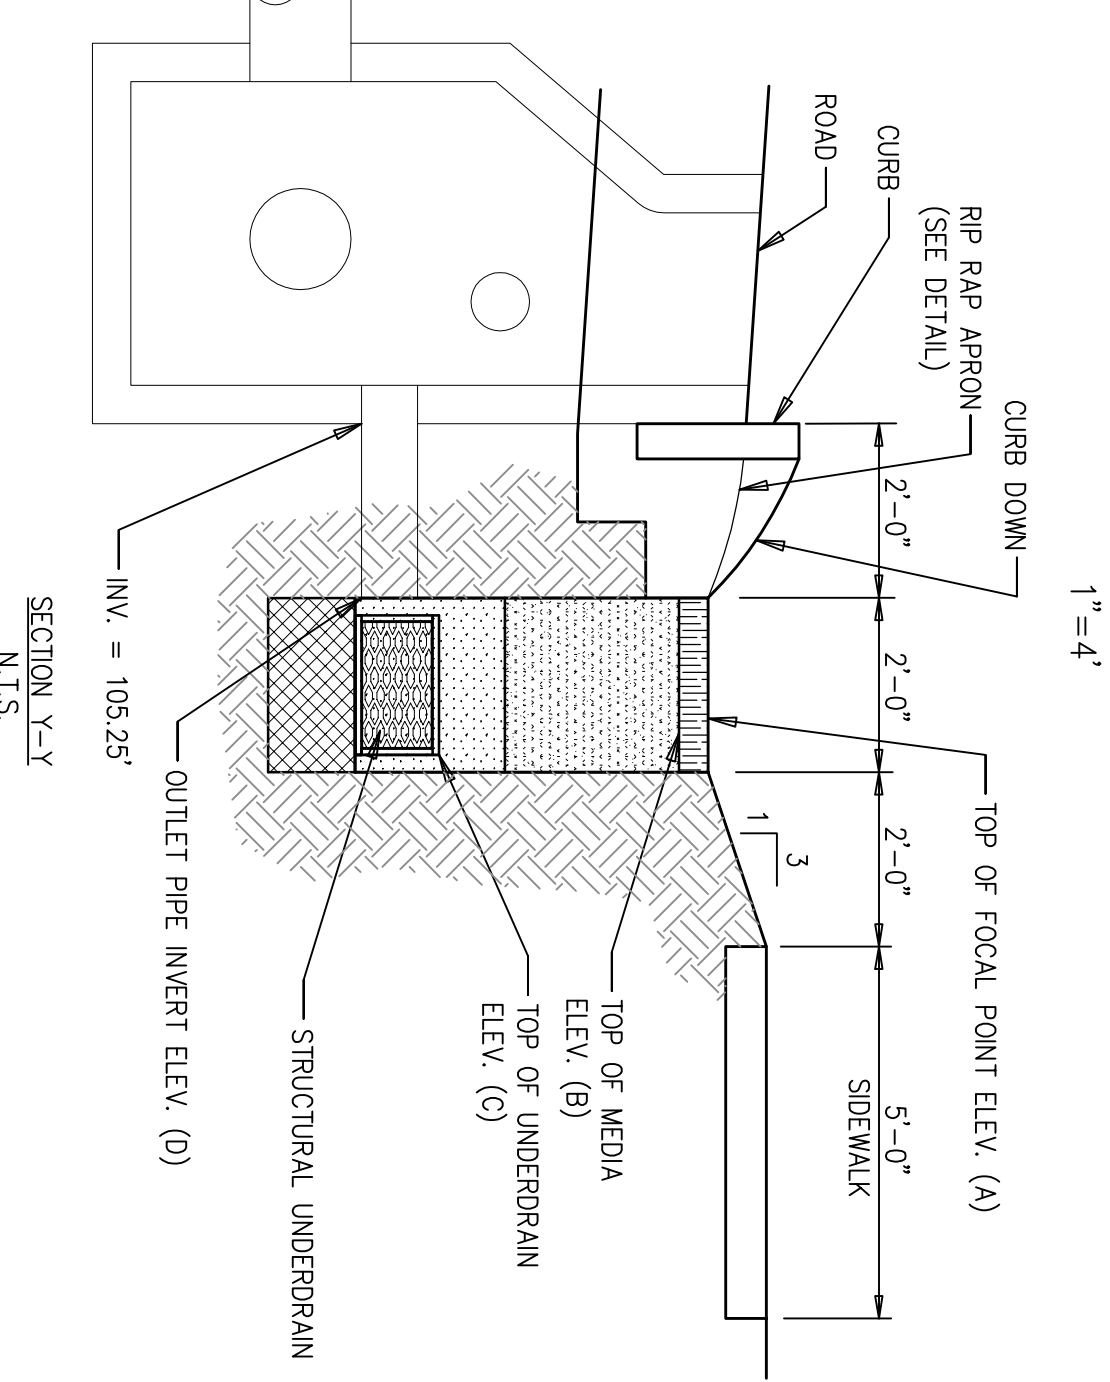 1"=4'
CURB DOWN
RIP RAP APRON
(SEE DETAIL)
CURB
ROAD
2'-0"
2'-0"
2'-0"
5'-0"
SIDEWALK
TOP OF FOCAL POINT ELEV. (A)
1
3
TOP OF MEDIA
ELEV. (B)
TOP OF UNDERDRAIN
ELEV. (C)
STRUCTURAL UNDERDRAIN
OUTLET PIPE INVERT ELEV. (D)
INV. = 105.25'
SECTION Y-Y
N.T.S.